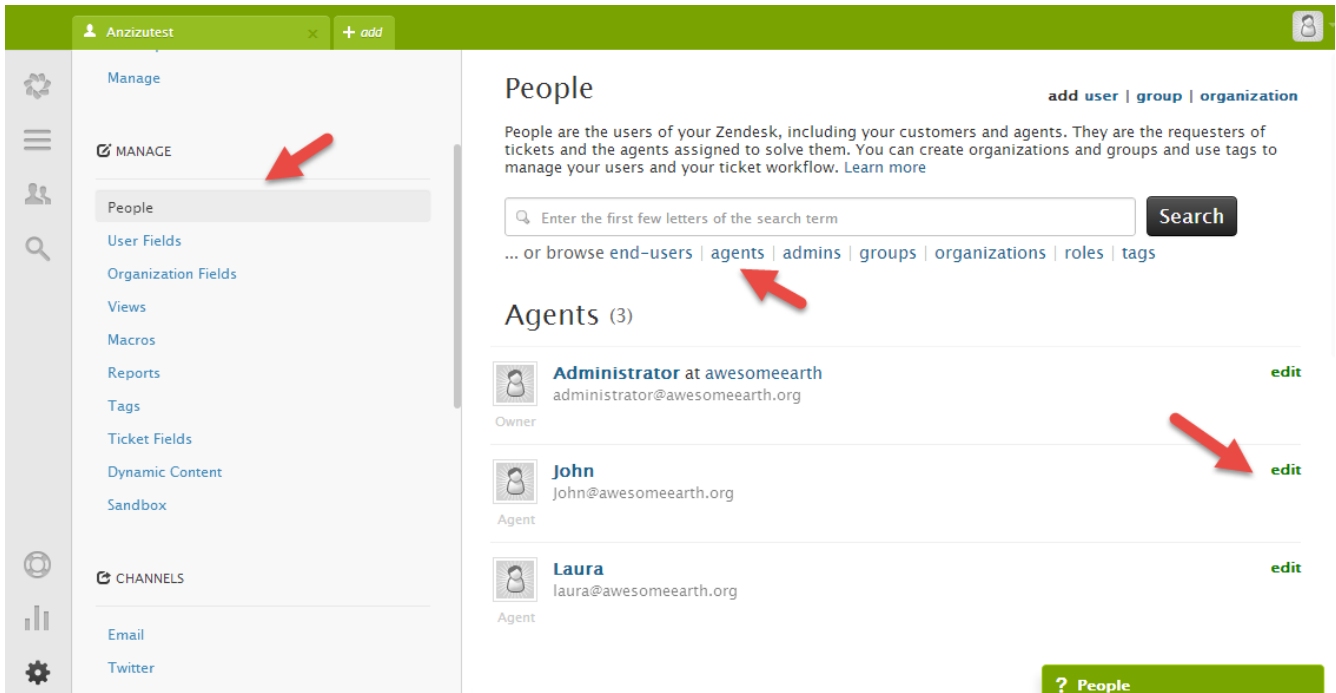 Anzizutest × + add
Manage
MANAGE
People
User Fields
Organization Fields
Views
Macros
Reports
Tags
Ticket Fields
Dynamic Content
Sandbox
CHANNELS
Email
Twitter
People
add user | group | organization
People are the users of your Zendesk, including your customers and agents. They are the requesters of
tickets and the agents assigned to solve them. You can create organizations and groups and use tags to
manage your users and your ticket workflow. Learn more
Enter the first few letters of the search term
Search
... or browse end-users | agents | admins | groups | organizations | roles | tags
Agents (3)
Administrator at awesomeearth
edit
administrator@awesomeearth.org
Owner
John
edit
John@awesomeearth.org
Agent
Laura
edit
laura@awesomeearth.org
Agent
? People